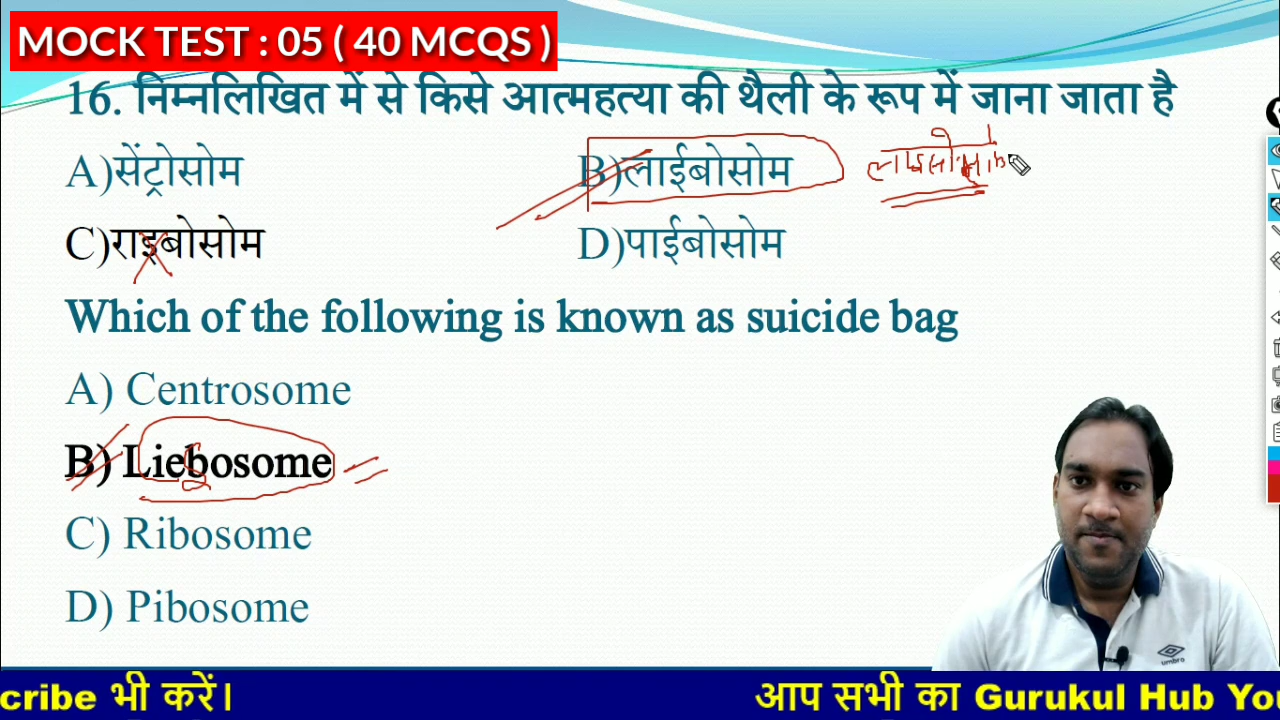 MOCK TEST : 05 ( 40 MCQS )
16. निम्नलिखित में से किसे आत्महत्या की थैली के रूप में जाना जाता है
A)सेंट्रोसोम
B)लाईबोसोम
C)राइबोसोम
D)पाईबोसोम
Which of the following is known as suicide bag
A) Centrosome
B) Liebosome
C) Ribosome
D) Pibosome
umbro
cribe भी करें।
आप सभी का Gurukul Hub You